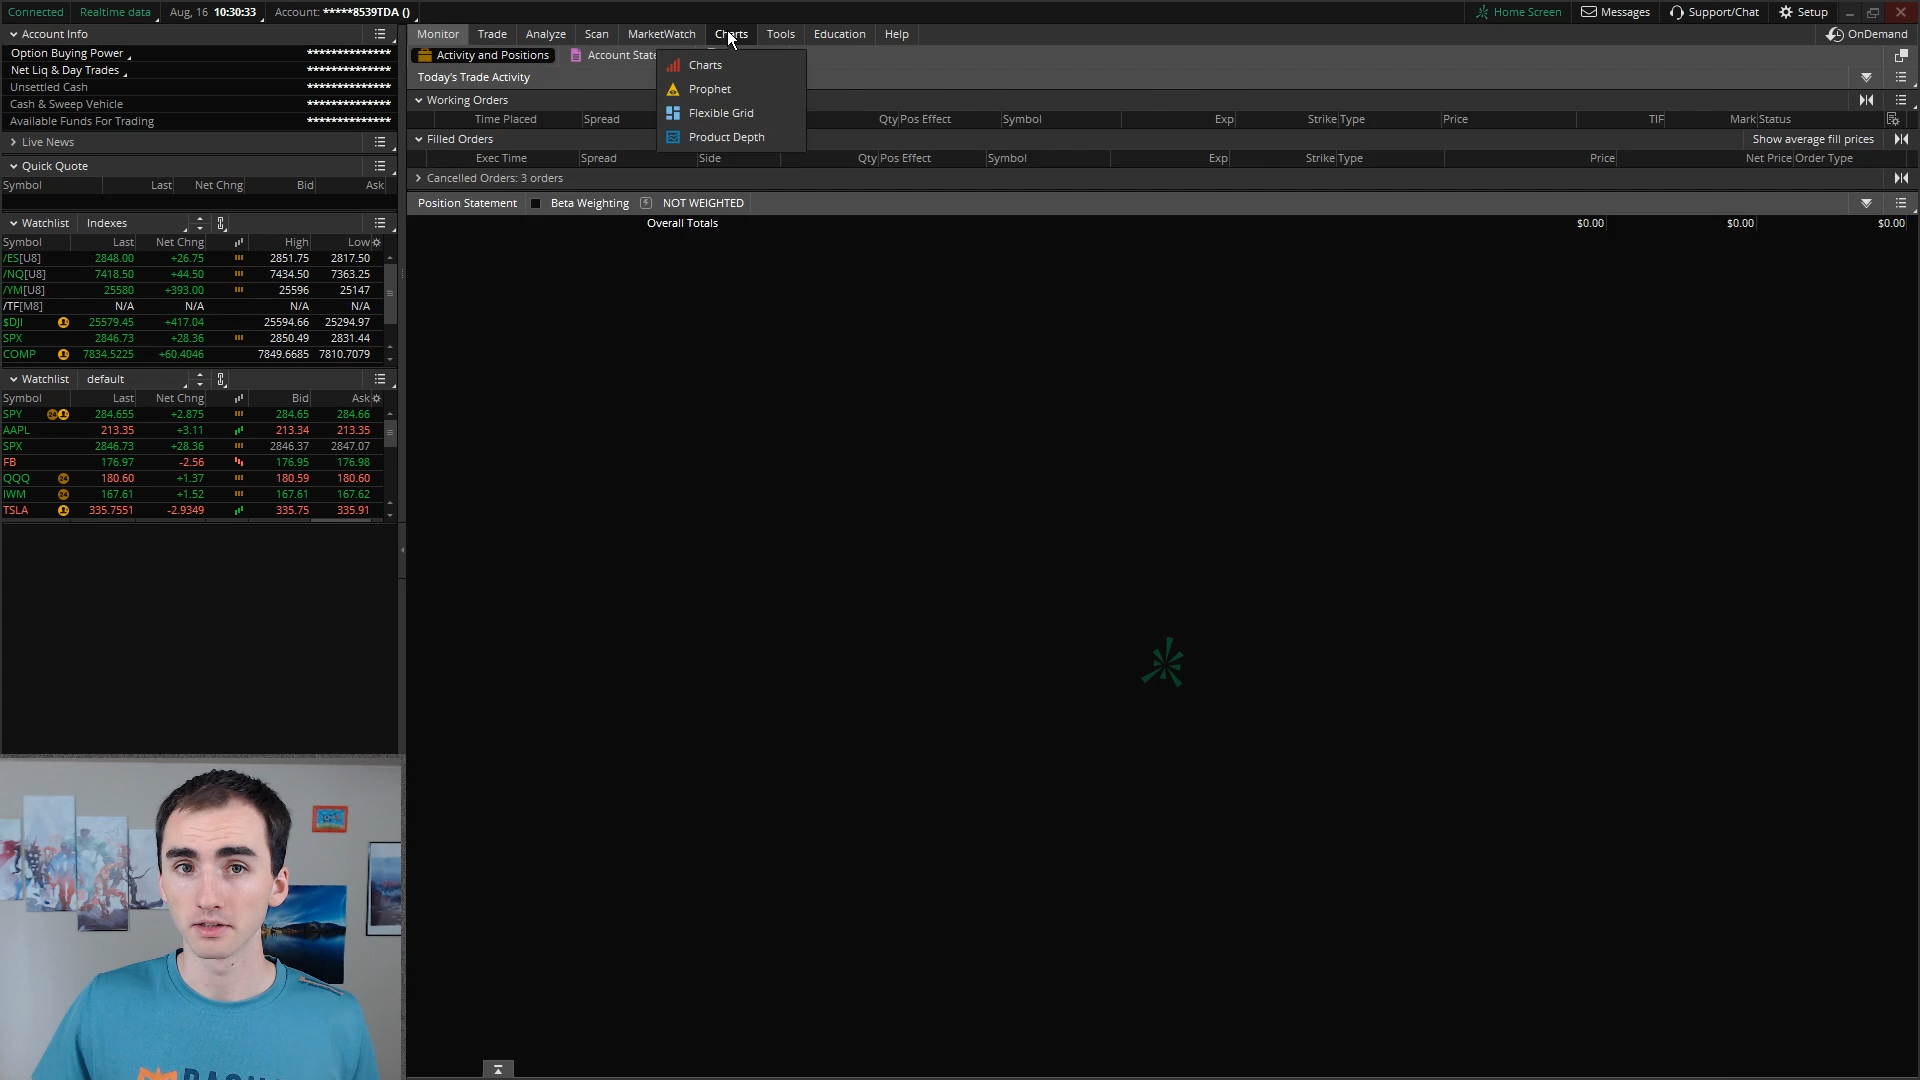 Connected Realtime data Aug, 16 10:30:33 Account: *****8539TDA () Home Screen Messages Support/Chat Setup
Account Info
Option Buying Power **************
Net Liq & Day Trades **************
Unsettled Cash **************
Cash & Sweep Vehicle **************
Available Funds For Trading **************
Live News
Quick Quote
Symbol Last Net Chng Bid Ask
Watchlist Indexes
Symbol Last Net Chng High Low
/ES[U8] 2848.00 +26.75 2851.75 2817.50
/NQ[U8] 7418.50 +44.50 7434.50 7363.25
/YM[U8] 25580 +393.00 25596 25147
/TF[M8] N/A N/A N/A N/A
$DJI 25579.45 +417.04 25594.66 25294.97
SPX 2846.73 +28.36 2850.49 2831.44
COMP 7834.5225 +60.4046 7849.6685 7810.7079
Watchlist default
Symbol Last Net Chng Bid Ask
SPY 284.655 +2.875 284.65 284.66
AAPL 213.35 +3.11 213.34 213.35
SPX 2846.73 +28.36 2846.37 2847.07
FB 176.97 -2.56 176.95 176.98
QQQ 180.60 +1.37 180.59 180.60
IWM 167.61 +1.52 167.61 167.62
TSLA 335.7551 -2.9349 335.75 335.91
Monitor Trade Analyze Scan MarketWatch Charts Tools Education Help OnDemand
Activity and Positions Account State
Charts
Prophet
Flexible Grid
Product Depth
Today's Trade Activity
Working Orders
Time Placed Spread Qty Pos Effect Symbol Exp Strike Type Price TIF Mark Status
Filled Orders Show average fill prices
Exec Time Spread Side Qty Pos Effect Symbol Exp Strike Type Price Net Price Order Type
Cancelled Orders: 3 orders
Position Statement Beta Weighting NOT WEIGHTED
Overall Totals $0.00 $0.00 $0.00